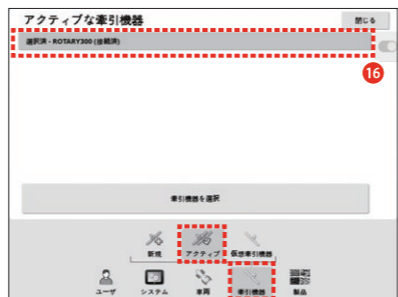 アクティブな牽引機器
閉じる
選択済 - ROTARY300 (接続済)
16
牽引機器を選択
新規
アクティブ
仮想牽引機器
ユーザ
システム
車両
牽引機器
製品